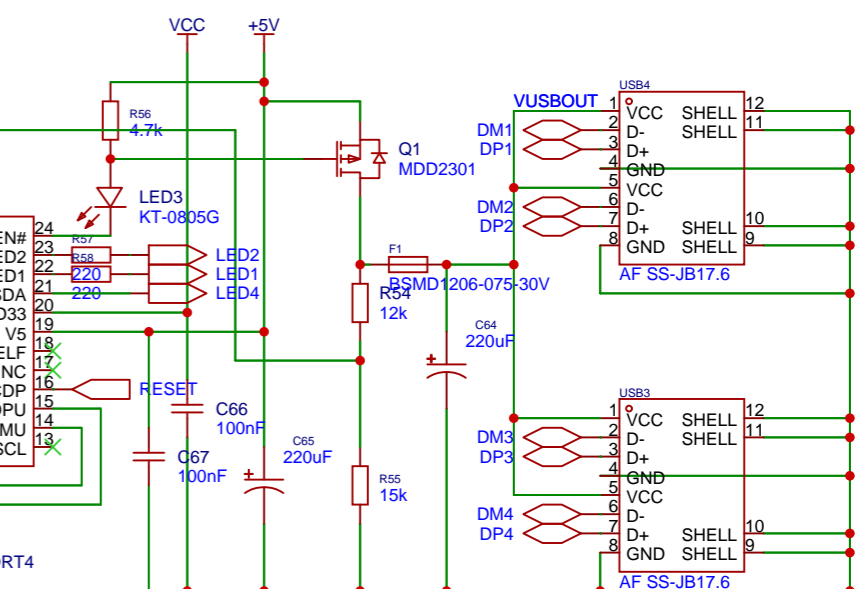 VCC
+5V
R56
4.7k
Q1
MDD2301
LED3
KT-0805G
24
EN#
23
R57
ED2
LED2
22
R58
220
ED1
LED1
21
220
SDA
LED4
20
D33
19
V5
18
ELF
17
NC
16
CDP
RESET
15
DPU
14
MU
13
SCL
C66
100nF
C67
100nF
C65
220uF
F1
BSMD1206-075-30V
R54
12k
C64
220uF
R55
15k
RT4
VUSBOUT
USB4
1 VCC SHELL 12
DM1 2 D- SHELL 11
DP1 3 D+
4 GND
5 VCC
DM2 6 D-
DP2 7 D+ SHELL 10
8 GND SHELL 9
AF SS-JB17.6
USB3
1 VCC SHELL 12
DM3 2 D- SHELL 11
DP3 3 D+
4 GND
5 VCC
DM4 6 D-
DP4 7 D+ SHELL 10
8 GND SHELL 9
AF SS-JB17.6